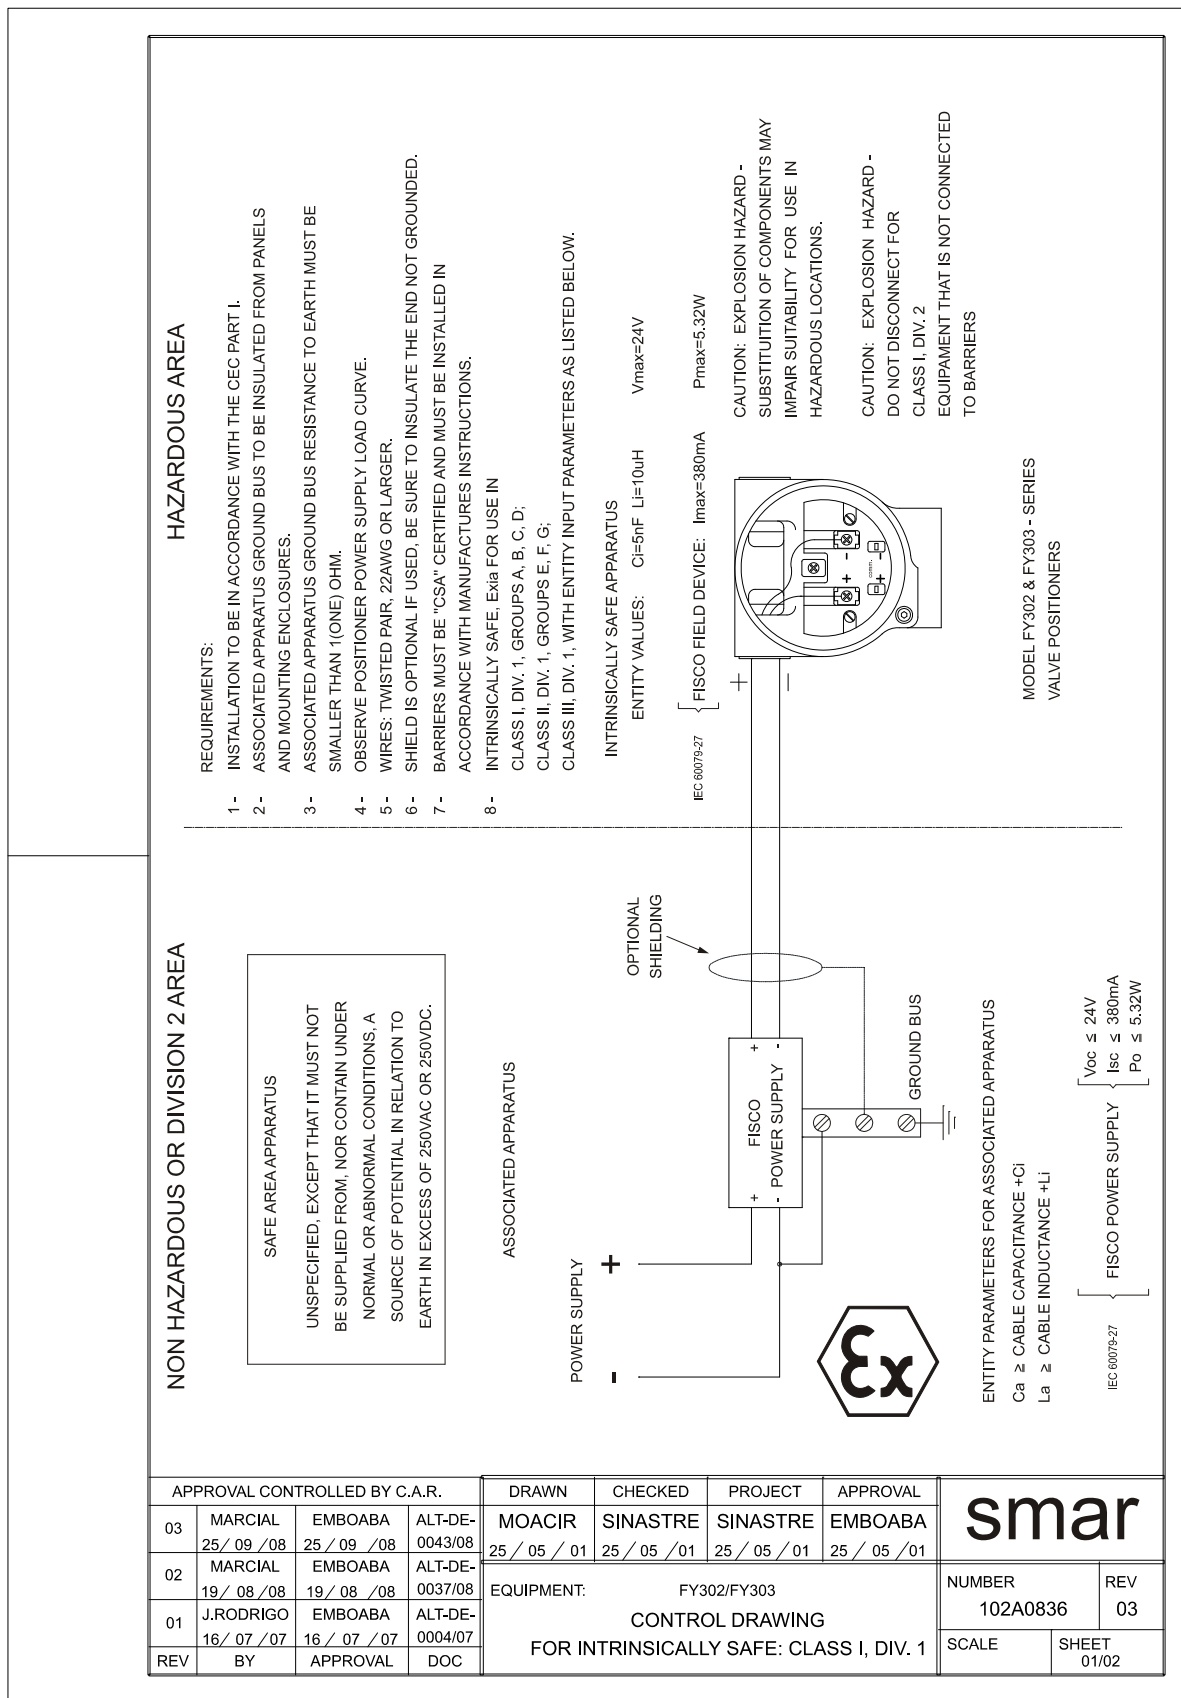 HAZARDOUS AREA
REQUIREMENTS:
1 - INSTALLATION TO BE IN ACCORDANCE WITH THE CEC PART I.
2 - ASSOCIATED APPARATUS GROUND BUS TO BE INSULATED FROM PANELS
AND MOUNTING ENCLOSURES.
3 - ASSOCIATED APPARATUS GROUND BUS RESISTANCE TO EARTH MUST BE
SMALLER THAN 1(ONE) OHM.
4 - OBSERVE POSITIONER POWER SUPPLY LOAD CURVE.
5 - WIRES: TWISTED PAIR, 22AWG OR LARGER.
6 - SHIELD IS OPTIONAL IF USED, BE SURE TO INSULATE THE END NOT GROUNDED.
7 - BARRIERS MUST BE "CSA" CERTIFIED AND MUST BE INSTALLED IN
ACCORDANCE WITH MANUFACTURES INSTRUCTIONS.
8 - INTRINSICALLY SAFE, Exia FOR USE IN
CLASS I, DIV. 1, GROUPS A, B, C, D;
CLASS II, DIV. 1, GROUPS E, F, G;
CLASS III, DIV. 1, WITH ENTITY INPUT PARAMETERS AS LISTED BELOW.
INTRINSICALLY SAFE APPARATUS
ENTITY VALUES: Ci=5nF Li=10uH Vmax=24V
IEC 60079-27 FISCO FIELD DEVICE: Imax=380mA Pmax=5.32W
+
-
+ -
comm.
+ -
CAUTION: EXPLOSION HAZARD -
SUBSTITUITION OF COMPONENTS MAY
IMPAIR SUITABILITY FOR USE IN
HAZARDOUS LOCATIONS.
CAUTION: EXPLOSION HAZARD -
DO NOT DISCONNECT FOR
CLASS I, DIV. 2
EQUIPAMENT THAT IS NOT CONNECTED
TO BARRIERS
MODEL FY302 & FY303 - SERIES
VALVE POSITIONERS
NON HAZARDOUS OR DIVISION 2 AREA
SAFE AREA APPARATUS
UNSPECIFIED, EXCEPT THAT IT MUST NOT
BE SUPPLIED FROM, NOR CONTAIN UNDER
NORMAL OR ABNORMAL CONDITIONS, A
SOURCE OF POTENTIAL IN RELATION TO
EARTH IN EXCESS OF 250VAC OR 250VDC.
ASSOCIATED APPARATUS
POWER SUPPLY
- +
OPTIONAL
SHIELDING
+ FISCO +
- POWER SUPPLY -
GROUND BUS
Ex
ENTITY PARAMETERS FOR ASSOCIATED APPARATUS
Ca ≥ CABLE CAPACITANCE +Ci
La ≥ CABLE INDUCTANCE +Li
IEC 60079-27 FISCO POWER SUPPLY
Voc ≤ 24V
Isc ≤ 380mA
Po ≤ 5.32W
APPROVAL CONTROLLED BY C.A.R.
03 MARCIAL EMBOABA ALT-DE-
25/ 09 /08 25 / 09 /08 0043/08
02 MARCIAL EMBOABA ALT-DE-
19/ 08 /08 19/ 08 /08 0037/08
01 J.RODRIGO EMBOABA ALT-DE-
16/ 07 /07 16 / 07 /07 0004/07
REV BY APPROVAL DOC
DRAWN CHECKED PROJECT APPROVAL
MOACIR SINASTRE SINASTRE EMBOABA
25 / 05 / 01 25 / 05 /01 25 / 05 / 01 25 / 05 /01
EQUIPMENT: FY302/FY303
CONTROL DRAWING
FOR INTRINSICALLY SAFE: CLASS I, DIV. 1
smar
NUMBER REV
102A0836 03
SCALE SHEET
01/02